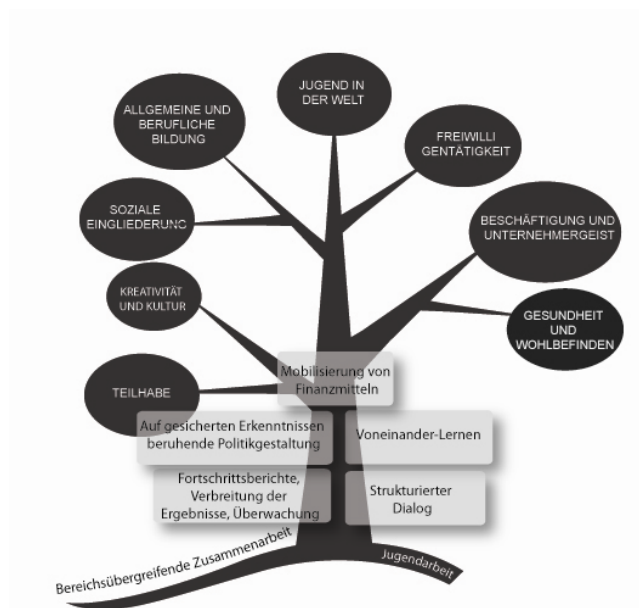 JUGEND IN
DER WELT
ALLGEMEINE UND
BERUFLICHE
BILDUNG
FREIWILLI
GENTÄTIGKEIT
SOZIALE
EINGLIEDERUNG
BESCHÄFTIGUNG UND
UNTERNEHMERGEIST
KREATIVITÄT
UND KULTUR
GESUNDHEIT
UND
WOHLBEFINDEN
TEILHABE
Mobilisierung von
Finanzmitteln
Auf gesicherten Erkenntnissen
beruhende Politikgestaltung
Voneinander-Lernen
Fortschrittsberichte,
Verbreitung der
Ergebnisse, Überwachung
Strukturierter
Dialog
Bereichsübergreifende Zusammenarbeit
Jugendarbeit